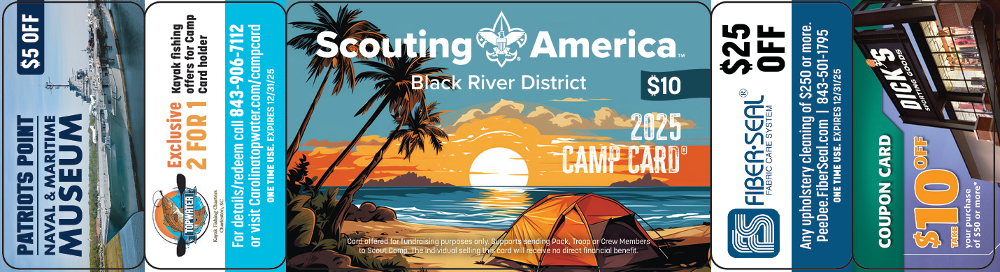 $5 OFF
PATRIOTS POINT
NAVAL & MARITIME
MUSEUM
Exclusive
2 FOR 1
Kayak fishing
offers for Camp
Card holder
TOPWATER
Kayak Fishing Charters
Charleston, SC
For details/redeem call 843-906-7112
or visit Carolinatopwater.com/campcard
ONE TIME USE. EXPIRES 12/31/25
Scouting America™
Black River District
$10
2025
CAMP CARD®
Card offered for fundraising purposes only. Supports sending Pack, Troop or Crew Members
to Scout Camp. The individual selling this card will receive no direct financial benefit.
$25
OFF
FIBER-SEAL®
FABRIC CARE SYSTEM
FCS
Any upholstery cleaning of $250 or more.
PeeDee.FiberSeal.com | 843-501-1795
ONE TIME USE. EXPIRES 12/31/25
COUPON CARD
TAKE
$10 OFF
your purchase
of $50 or more*
DICK'S
SPORTING GOODS